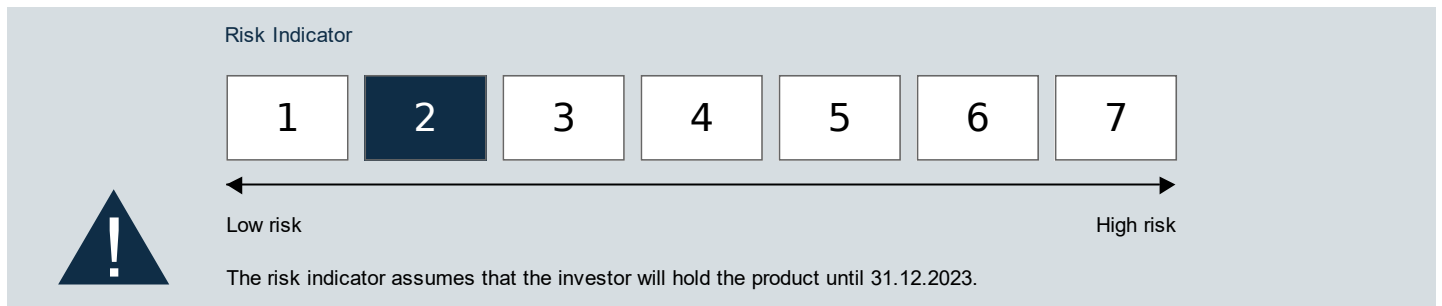 Risk Indicator
1 2 3 4 5 6 7
Low risk High risk
!
The risk indicator assumes that the investor will hold the product until 31.12.2023.